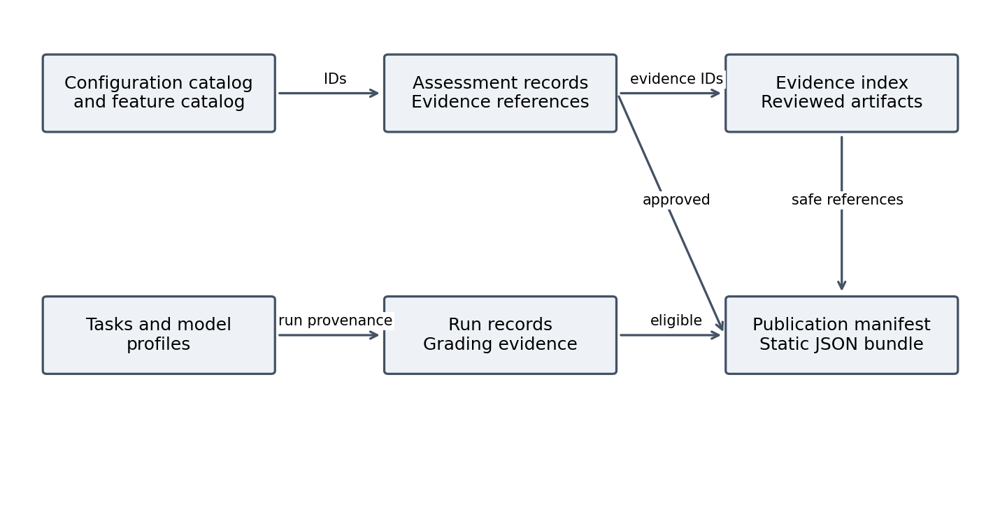 Configuration catalog
and feature catalog
IDs
Assessment records
Evidence references
evidence IDs
Evidence index
Reviewed artifacts
approved
safe references
Tasks and model
profiles
run provenance
Run records
Grading evidence
eligible
Publication manifest
Static JSON bundle